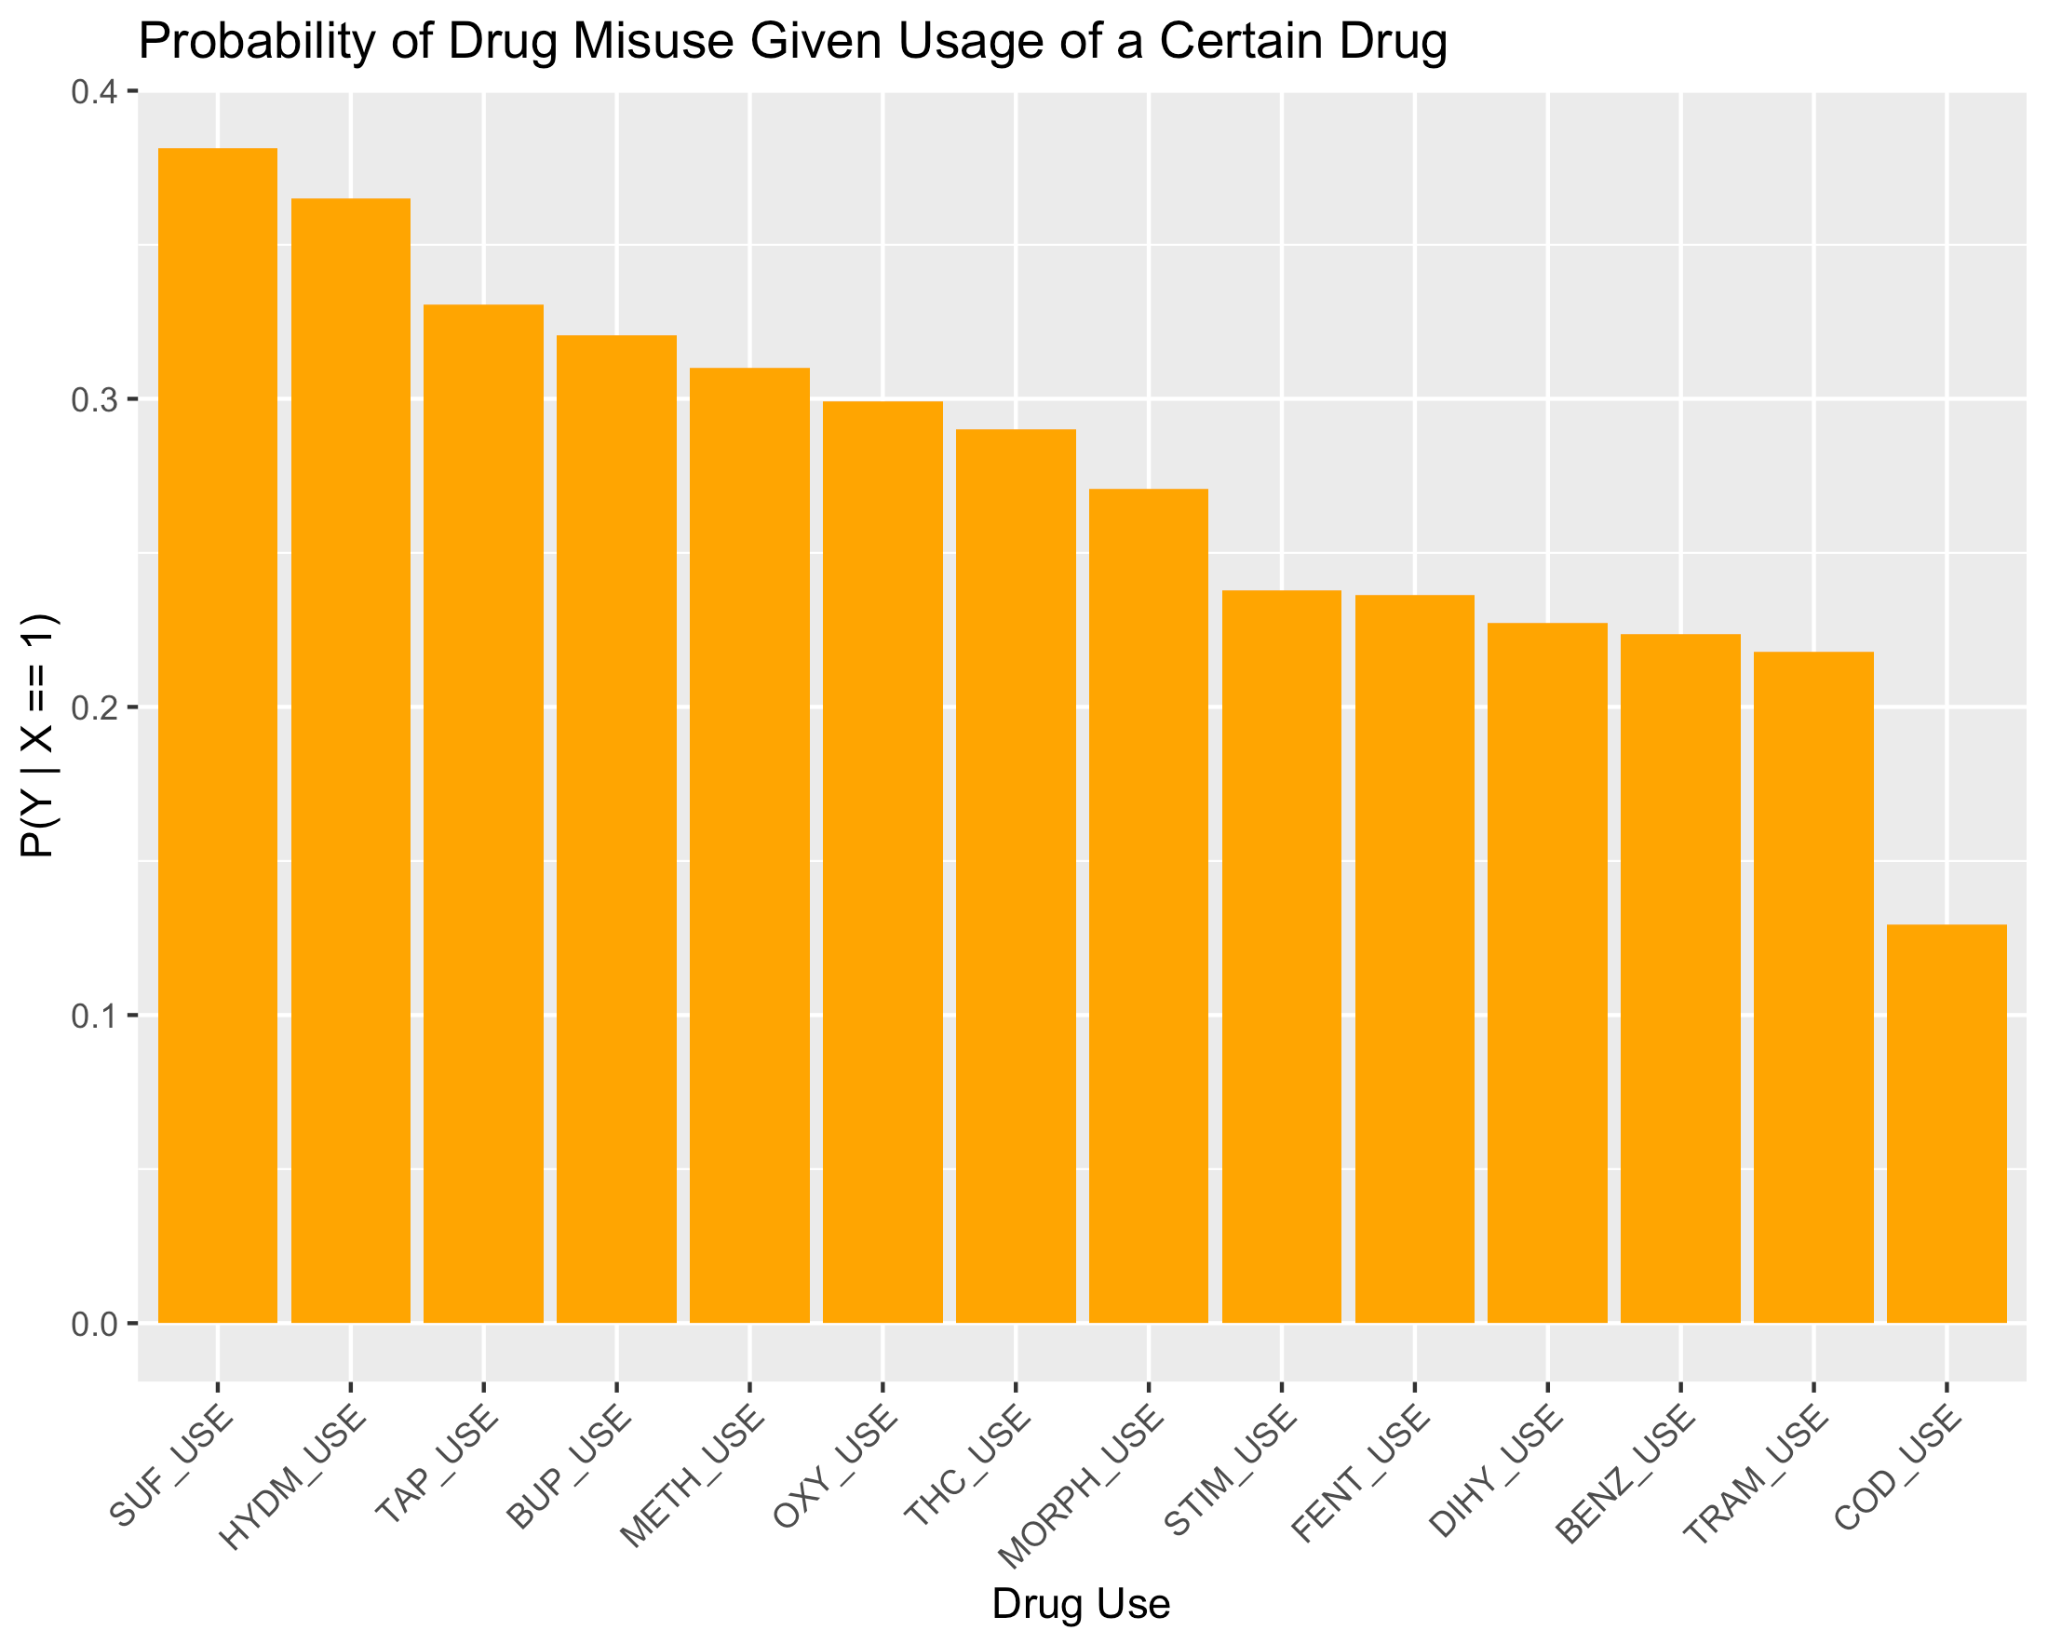 Probability of Drug Misuse Given Usage of a Certain Drug
P(Y | X == 1)
0.4
0.3
0.2
0.1
0.0
SUF_USE
HYDM_USE
TAP_USE
BUP_USE
METH_USE
OXY_USE
THC_USE
MORPH_USE
STIM_USE
FENT_USE
DIHY_USE
BENZ_USE
TRAM_USE
COD_USE
Drug Use